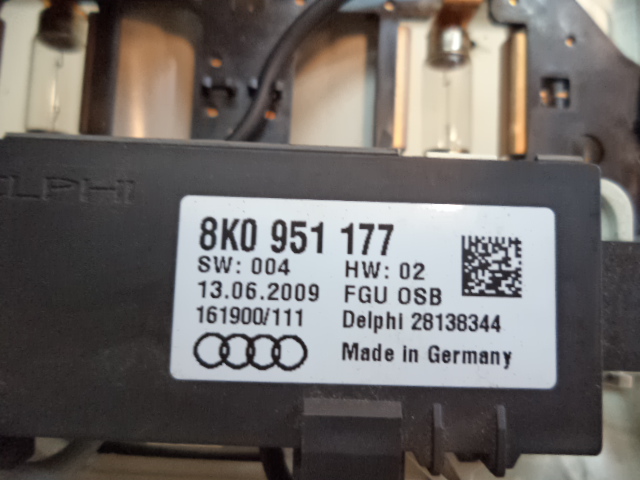 DELPHI
8K0 951 177
SW: 004 HW: 02
13.06.2009 FGU OSB
161900/111 Delphi 28138344
Made in Germany